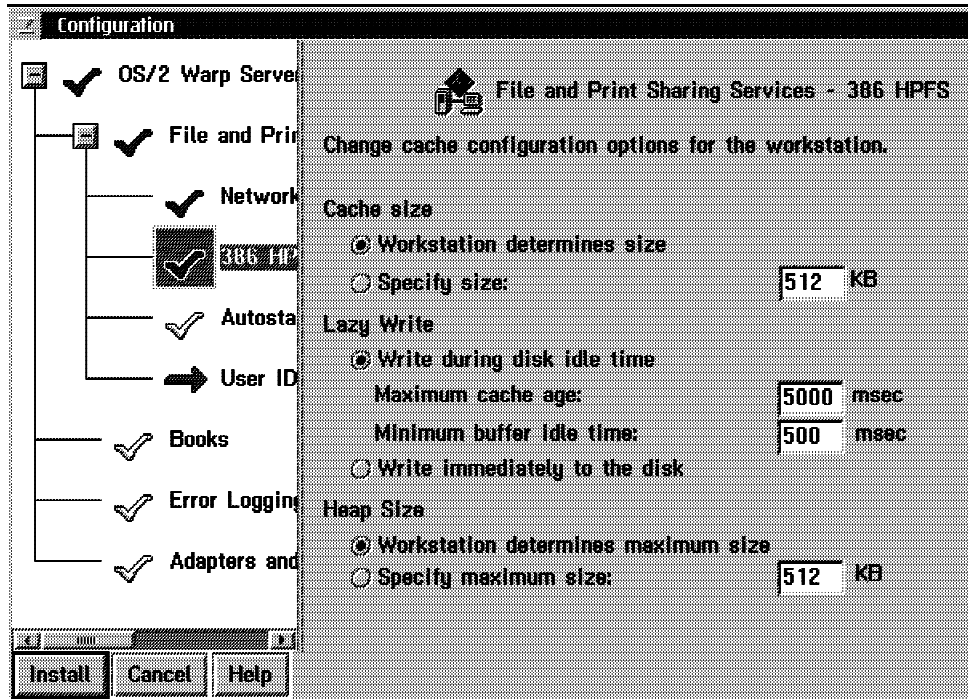 Configuration
OS/2 Warp Server
File and Prin
Network
386 HP
Autosta
User ID
Books
Error Logging
Adapters and
Install
Cancel
Help
File and Print Sharing Services - 386 HPFS
Change cache configuration options for the workstation.
Cache size
Workstation determines size
Specify size: 512 KB
Lazy Write
Write during disk idle time
Maximum cache age: 5000 msec
Minimum buffer idle time: 500 msec
Write immediately to the disk
Heap Size
Workstation determines maximum size
Specify maximum size: 512 KB